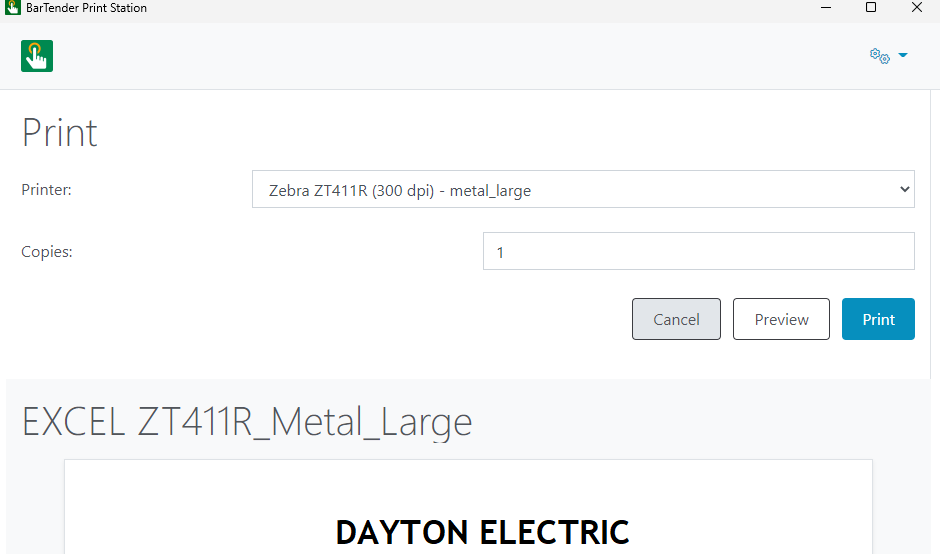 BarTender Print Station
Print
Printer:
Zebra ZT411R (300 dpi) - metal_large
Copies:
1
Cancel
Preview
Print
EXCEL ZT411R_Metal_Large
DAYTON ELECTRIC